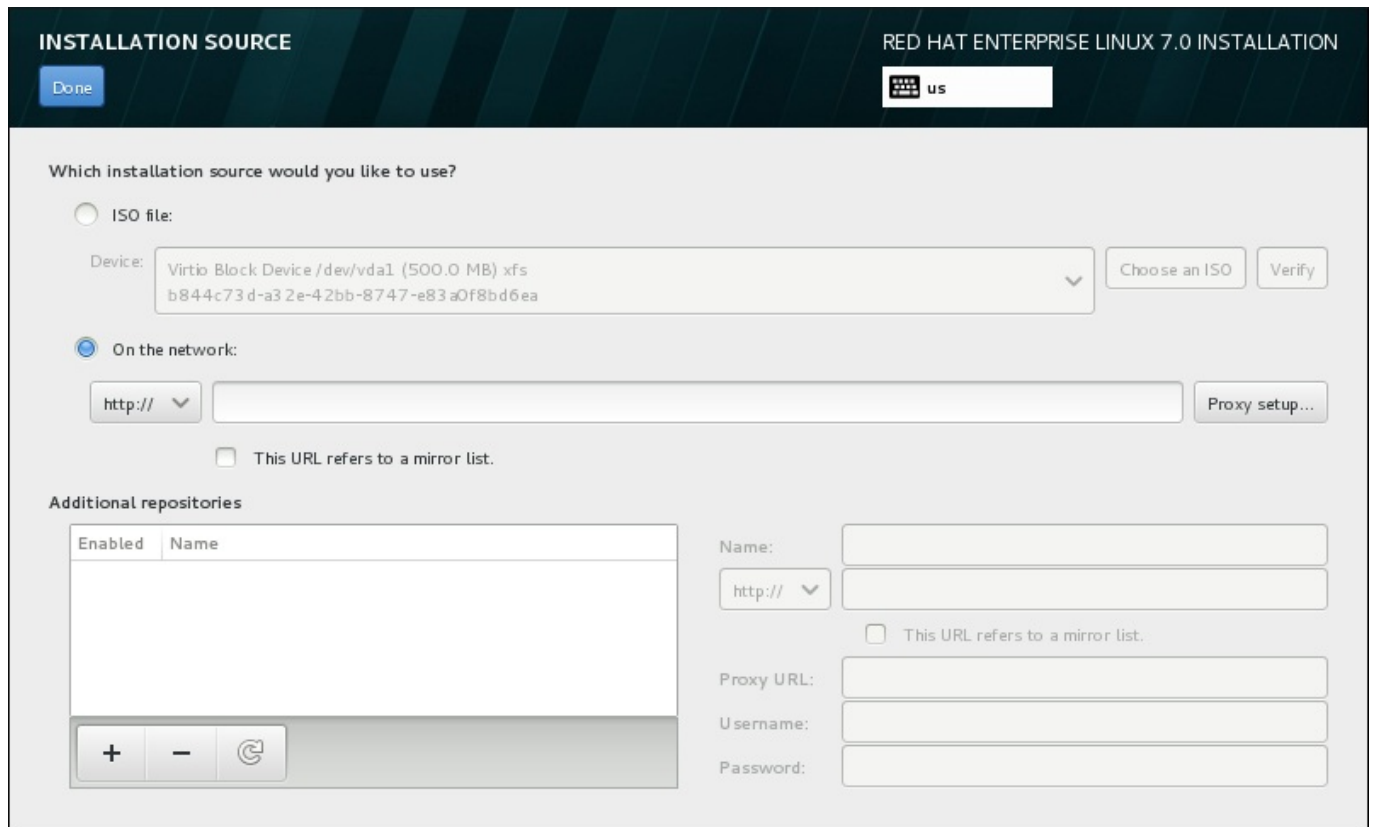 INSTALLATION SOURCE
RED HAT ENTERPRISE LINUX 7.0 INSTALLATION
Done
us
Which installation source would you like to use?
ISO file:
Device:
Virtio Block Device /dev/vda1 (500.0 MB) xfs
b844c73d-a32e-42bb-8747-e83a0f8bd6ea
Choose an ISO
Verify
On the network:
http://
Proxy setup...
This URL refers to a mirror list.
Additional repositories
Enabled Name
Name:
http://
This URL refers to a mirror list.
Proxy URL:
Username:
Password: